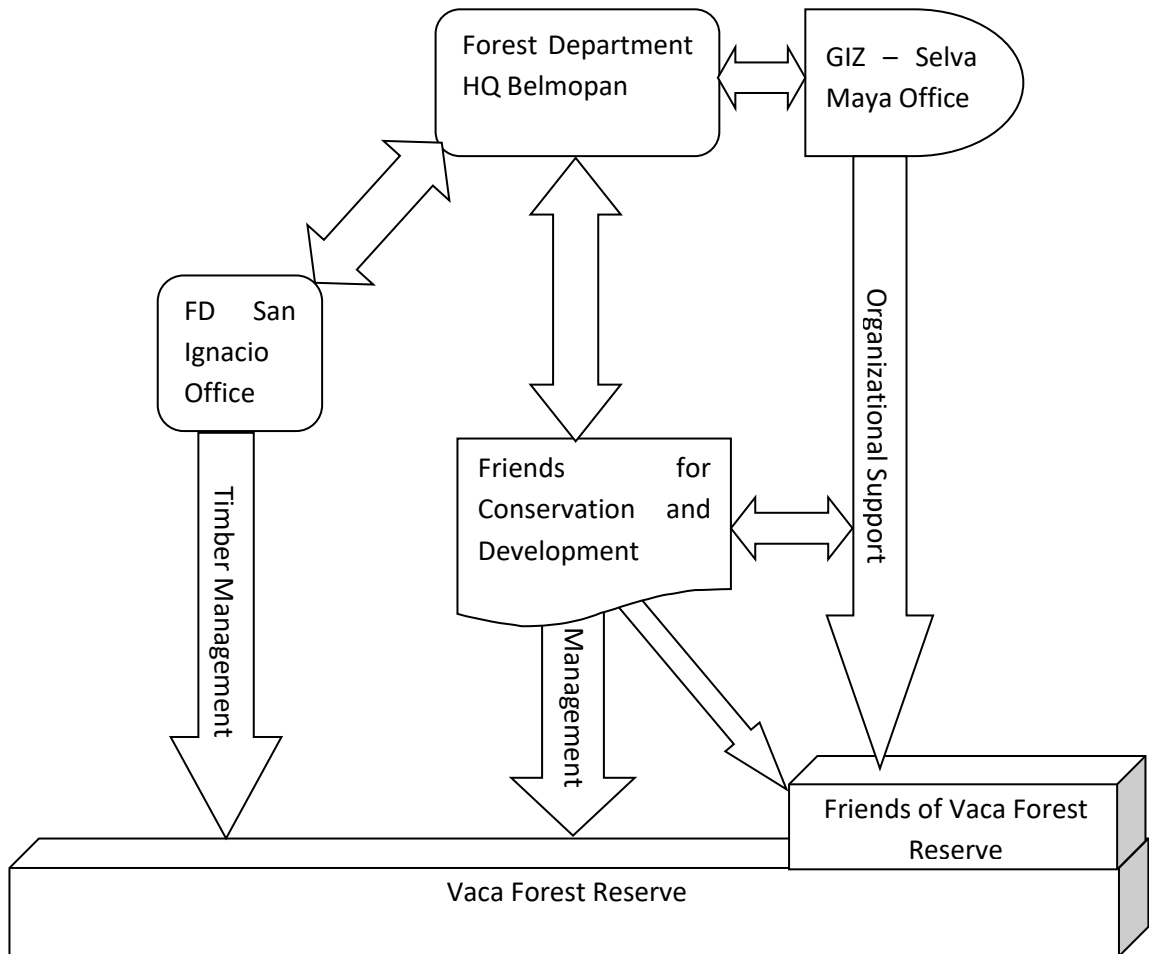 Forest Department
HQ Belmopan
GIZ – Selva
Maya Office
FD San
Ignacio
Office
Organizational Support
Timber Management
Friends for
Conservation and
Development
Management
Friends of Vaca Forest
Reserve
Vaca Forest Reserve